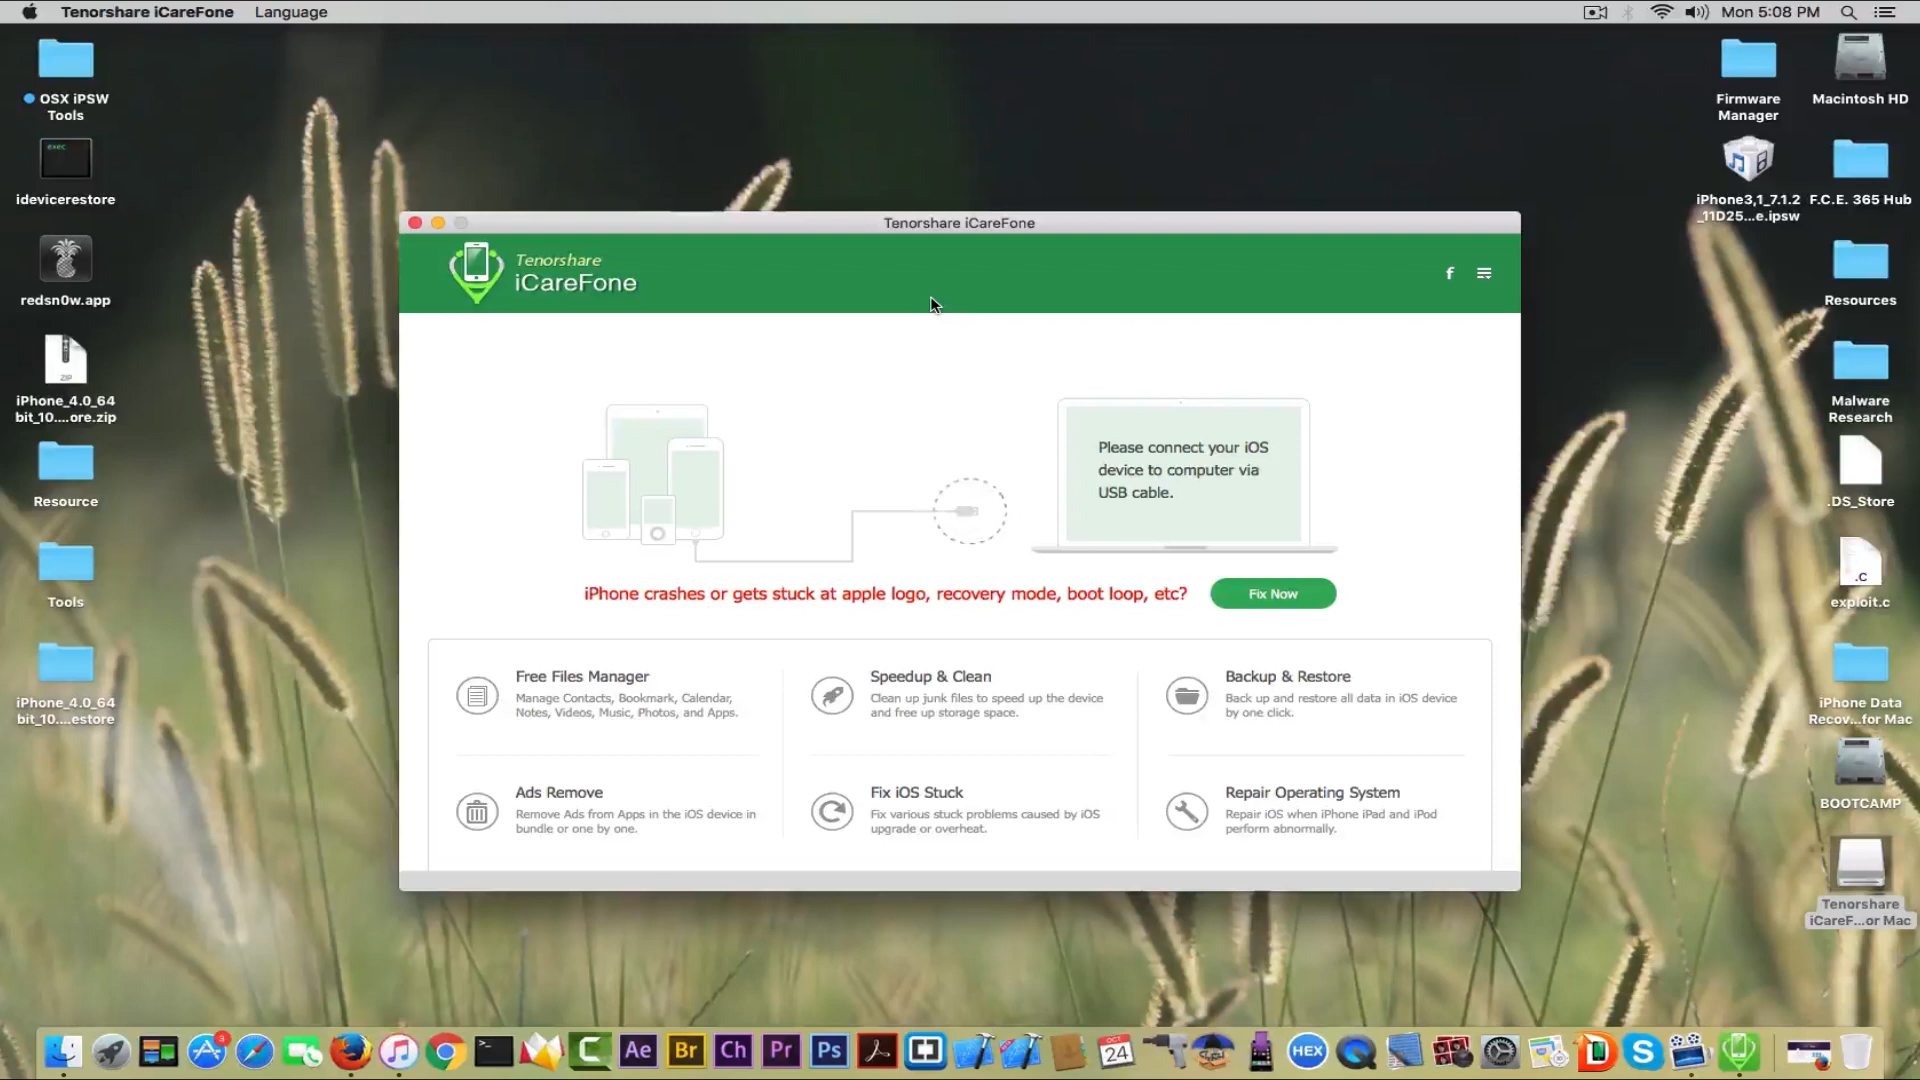 Tenorshare iCareFone Language
Mon 5:08 PM
OSX iPSW
Tools
exec
idevicerestore
redsn0w.app
ZIP
iPhone_4.0_64
bit_10....ore.zip
Resource
Tools
iPhone_4.0_64
bit_10....estore
Firmware
Manager
Macintosh HD
iPhone3,1_7.1.2
_11D25...e.ipsw
F.C.E. 365 Hub
Resources
Malware
Research
.DS_Store
.C
exploit.c
iPhone Data
Recov...for Mac
BOOTCAMP
Tenorshare
iCareF...or Mac
Tenorshare iCareFone
Tenorshare
iCareFone
f
Please connect your iOS
device to computer via
USB cable.
iPhone crashes or gets stuck at apple logo, recovery mode, boot loop, etc?
Fix Now
Free Files Manager
Manage Contacts, Bookmark, Calendar,
Notes, Videos, Music, Photos, and Apps.
Speedup & Clean
Clean up junk files to speed up the device
and free up storage space.
Backup & Restore
Back up and restore all data in iOS device
by one click.
Ads Remove
Remove Ads from Apps in the iOS device in
bundle or one by one.
Fix iOS Stuck
Fix various stuck problems caused by iOS
upgrade or overheat.
Repair Operating System
Repair iOS when iPhone iPad and iPod
perform abnormally.
3
C
Ae
Br
Ch
Pr
Ps
OCT
24
HEX
D
S